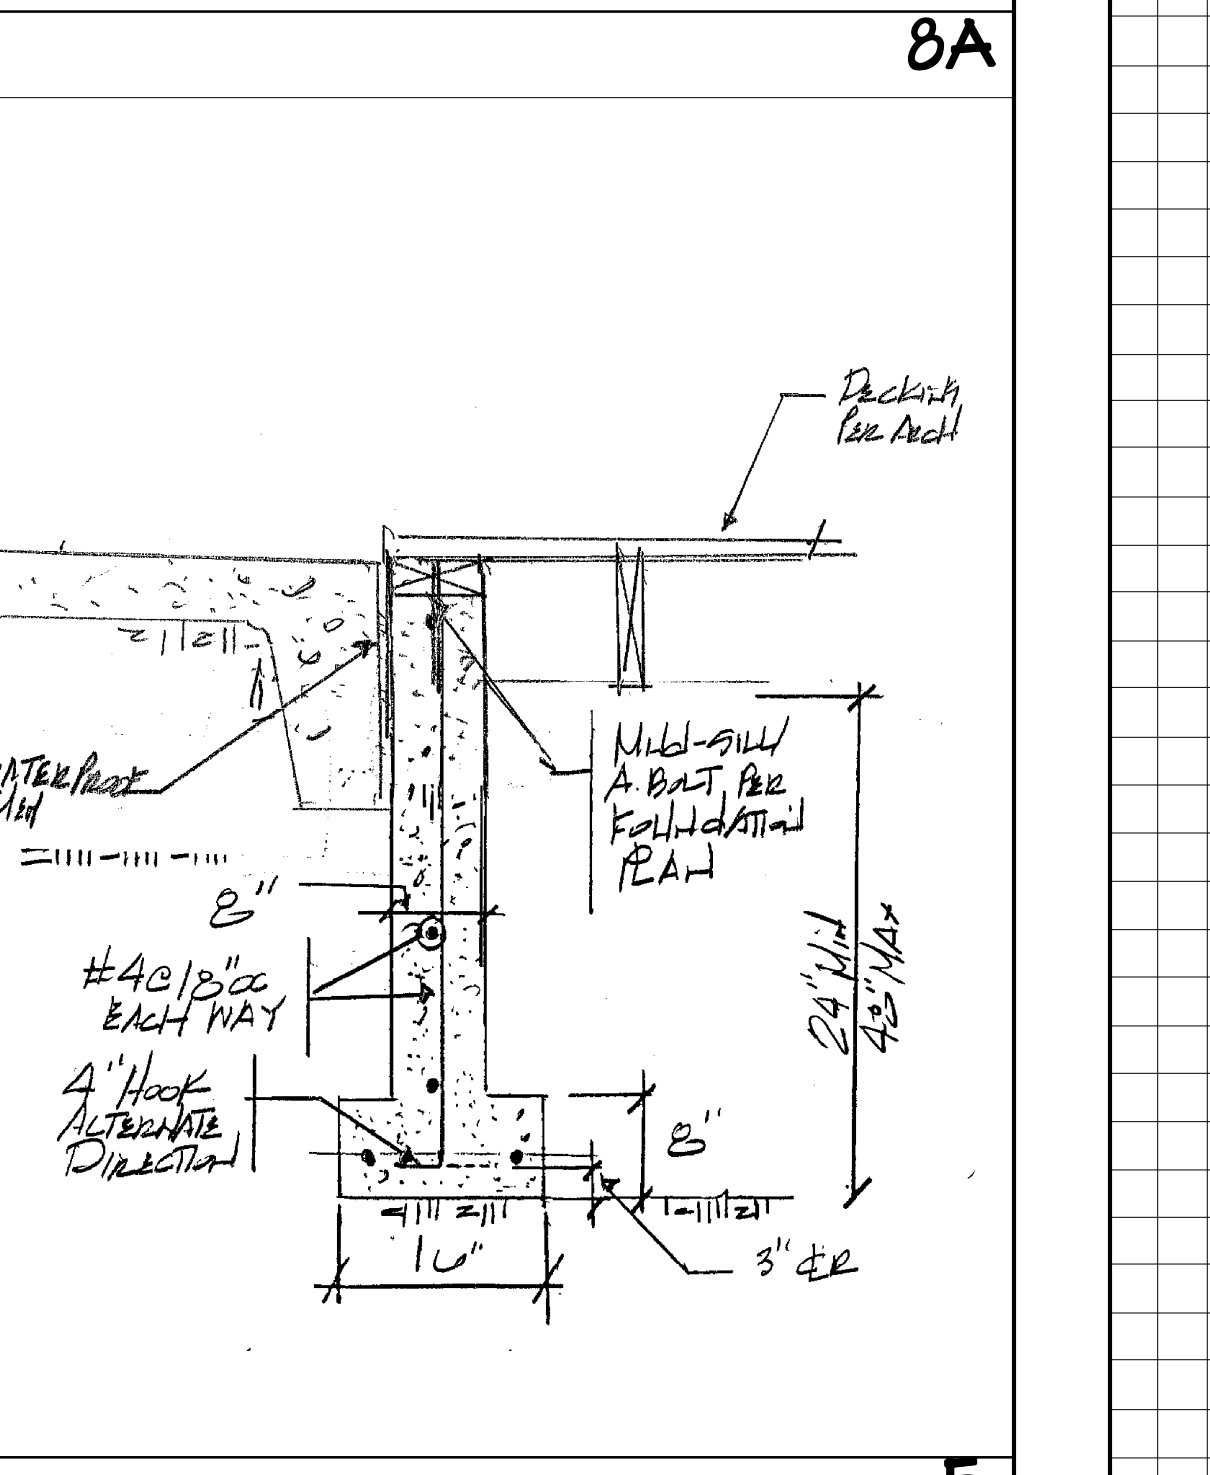 8A
DECKING
PER ARCH
MUD-SILL/
A. BOLT PER
FOUNDATION
PLAN
ATERPROOF
8"
#4@18"oc
EACH WAY
24" MIN
48" MAX
4" HOOK
ALTERNATE
DIRECTION
8"
16"
3" CLR